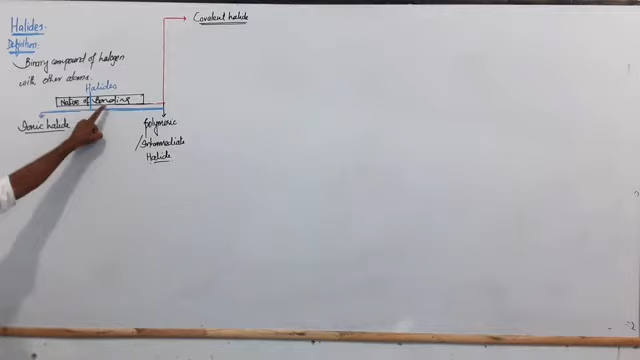 Halides.
Definition:
Binary compound of halogen
with other atoms.
Halides
Nature of Bonding
Covalent halide
Ionic halide
Polymeric
/Intermediate
Halide